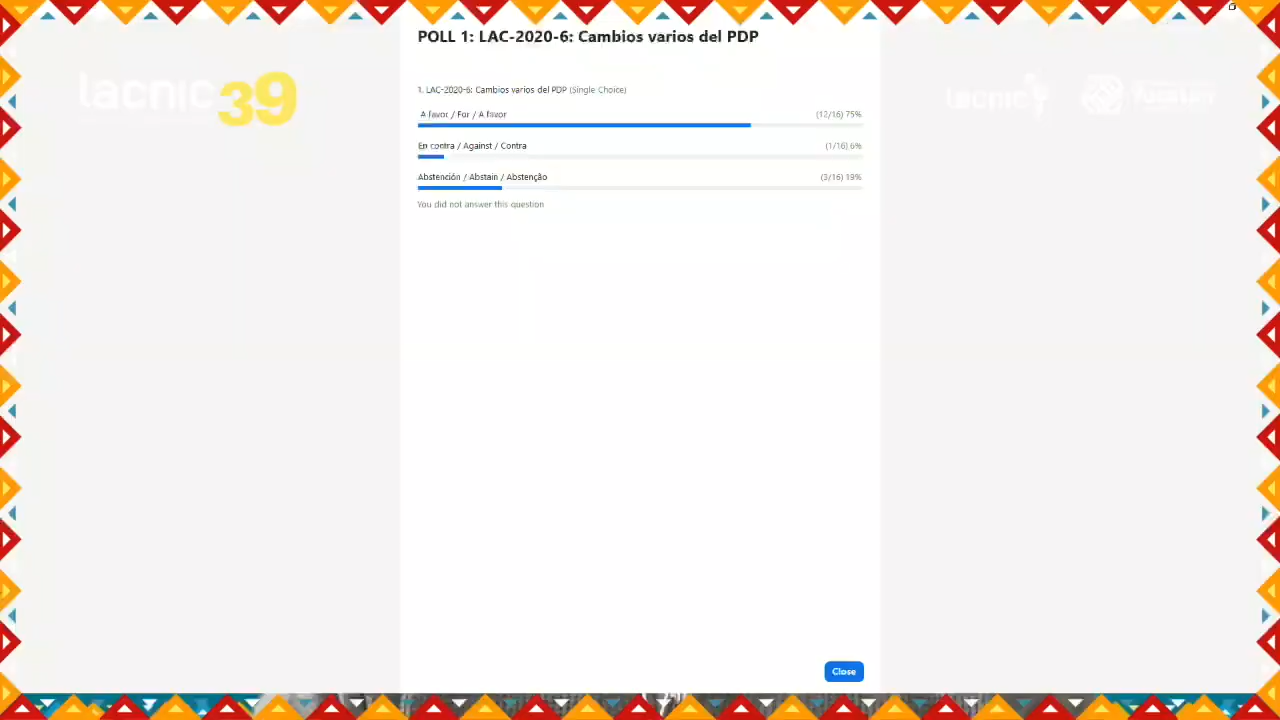 POLL 1: LAC-2020-6: Cambios varios del PDP
lacnic39
lacnic
Yucatán
1. LAC-2020-6: Cambios varios del PDP (Single Choice)
A favor / For / A favor (12/16) 75%
En contra / Against / Contra (1/16) 6%
Abstención / Abstain / Abstenção (3/16) 19%
You did not answer this question
Close